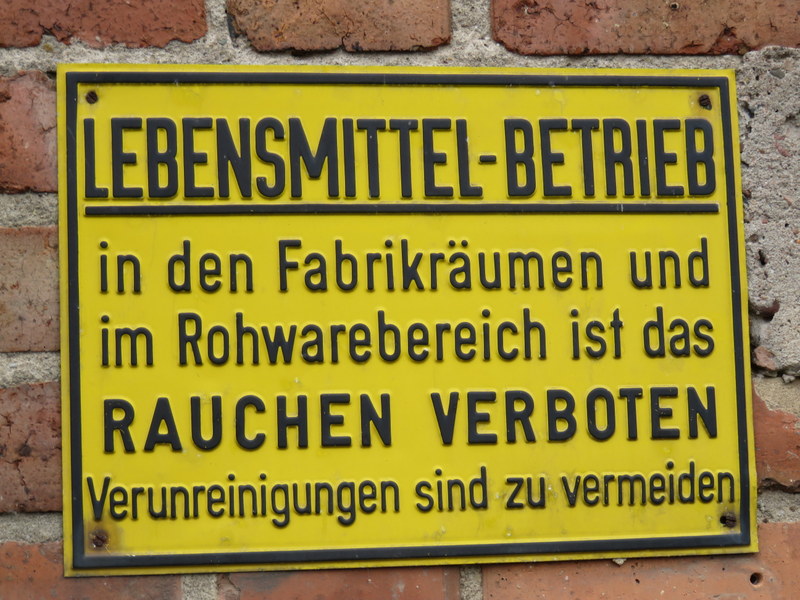 LEBENSMITTEL-BETRIEB
in den Fabrikräumen und
im Rohwarebereich ist das
RAUCHEN VERBOTEN
Verunreinigungen sind zu vermeiden